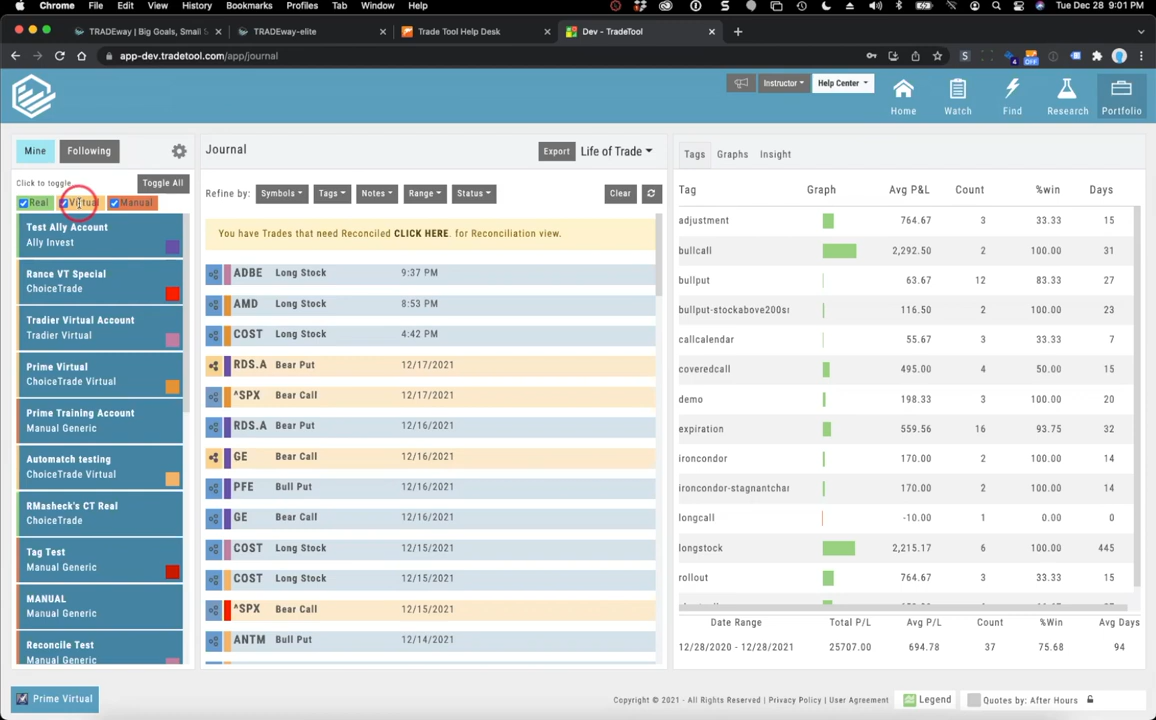 Chrome File Edit View History Bookmarks Profiles Tab Window Help Tue Dec 28 9:01 PM
TRADEway | Big Goals, Small S
TRADEway-elite
Trade Tool Help Desk
Dev - TradeTool
app-dev.tradetool.com/app/journal
OFF
Instructor
Help Center
Home
Watch
Find
Research
Portfolio
Mine Following
Click to toggle
Toggle All
Real Virtual Manual
Test Ally Account
Ally Invest
Rance VT Special
ChoiceTrade
Tradier Virtual Account
Tradier Virtual
Prime Virtual
ChoiceTrade Virtual
Prime Training Account
Manual Generic
Automatch testing
ChoiceTrade Virtual
RMasheck's CT Real
ChoiceTrade
Tag Test
Manual Generic
MANUAL
Manual Generic
Reconcile Test
Manual Generic
Journal
Export Life of Trade
Refine by: Symbols Tags Notes Range Status Clear
You have Trades that need Reconciled CLICK HERE. for Reconciliation view.
ADBE Long Stock 9:37 PM
AMD Long Stock 8:53 PM
COST Long Stock 4:42 PM
RDS.A Bear Put 12/17/2021
^SPX Bear Call 12/17/2021
RDS.A Bear Put 12/16/2021
GE Bear Call 12/16/2021
PFE Bull Put 12/16/2021
GE Bear Call 12/16/2021
COST Long Stock 12/15/2021
COST Long Stock 12/15/2021
^SPX Bear Call 12/15/2021
ANTM Bull Put 12/14/2021
Tags Graphs Insight
Tag Graph Avg P&L Count %win Days
adjustment 764.67 3 33.33 15
bullcall 2,292.50 2 100.00 31
bullput 63.67 12 83.33 27
bullput-stockabove200s 116.50 2 100.00 23
callcalendar 55.67 3 33.33 7
coveredcall 495.00 4 50.00 15
demo 198.33 3 100.00 20
expiration 559.56 16 93.75 32
ironcondor 170.00 2 100.00 14
ironcondor-stagnantchar 170.00 2 100.00 14
longcall -10.00 1 0.00 0
longstock 2,215.17 6 100.00 445
rollout 764.67 3 33.33 15
Date Range Total P/L Avg P/L Count %Win Avg Days
12/28/2020 - 12/28/2021 25707.00 694.78 37 75.68 94
Prime Virtual
Copyright © 2021 - All Rights Reserved | Privacy Policy | User Agreement
Legend
Quotes by: After Hours